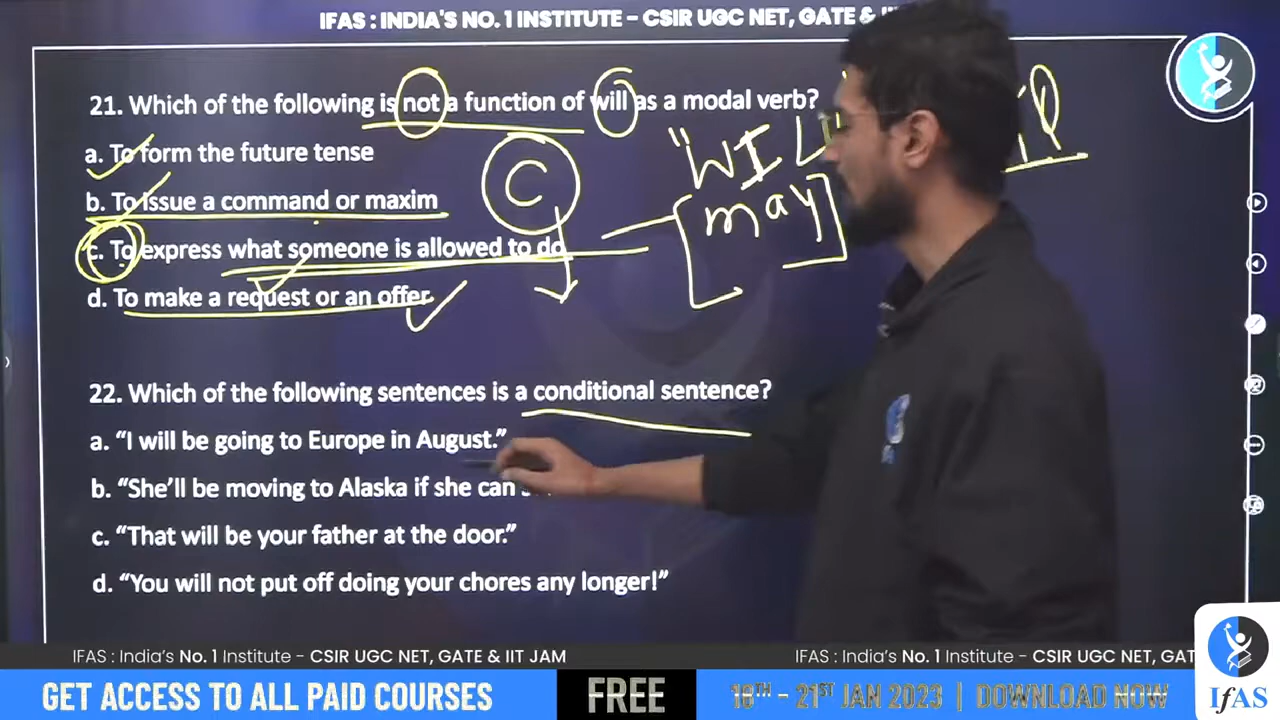 IFAS : INDIA'S NO. 1 INSTITUTE – CSIR UGC NET, GATE &
21. Which of the following is not a function of will as a modal verb?
a. To form the future tense
b. To issue a command or maxim
c. To express what someone is allowed to do
d. To make a request or an offer
C
"WILL
may
22. Which of the following sentences is a conditional sentence?
a. “I will be going to Europe in August.”
b. “She’ll be moving to Alaska if she can
c. “That will be your father at the door.”
d. “You will not put off doing your chores any longer!”
IFAS : India’s No. 1 Institute - CSIR UGC NET, GATE & IIT JAM
IFAS : India’s No. 1 Institute - CSIR UGC NET, GAT
GET ACCESS TO ALL PAID COURSES FREE 18TH - 21ST JAN 2023 | DOWNLOAD NOW
IFAS